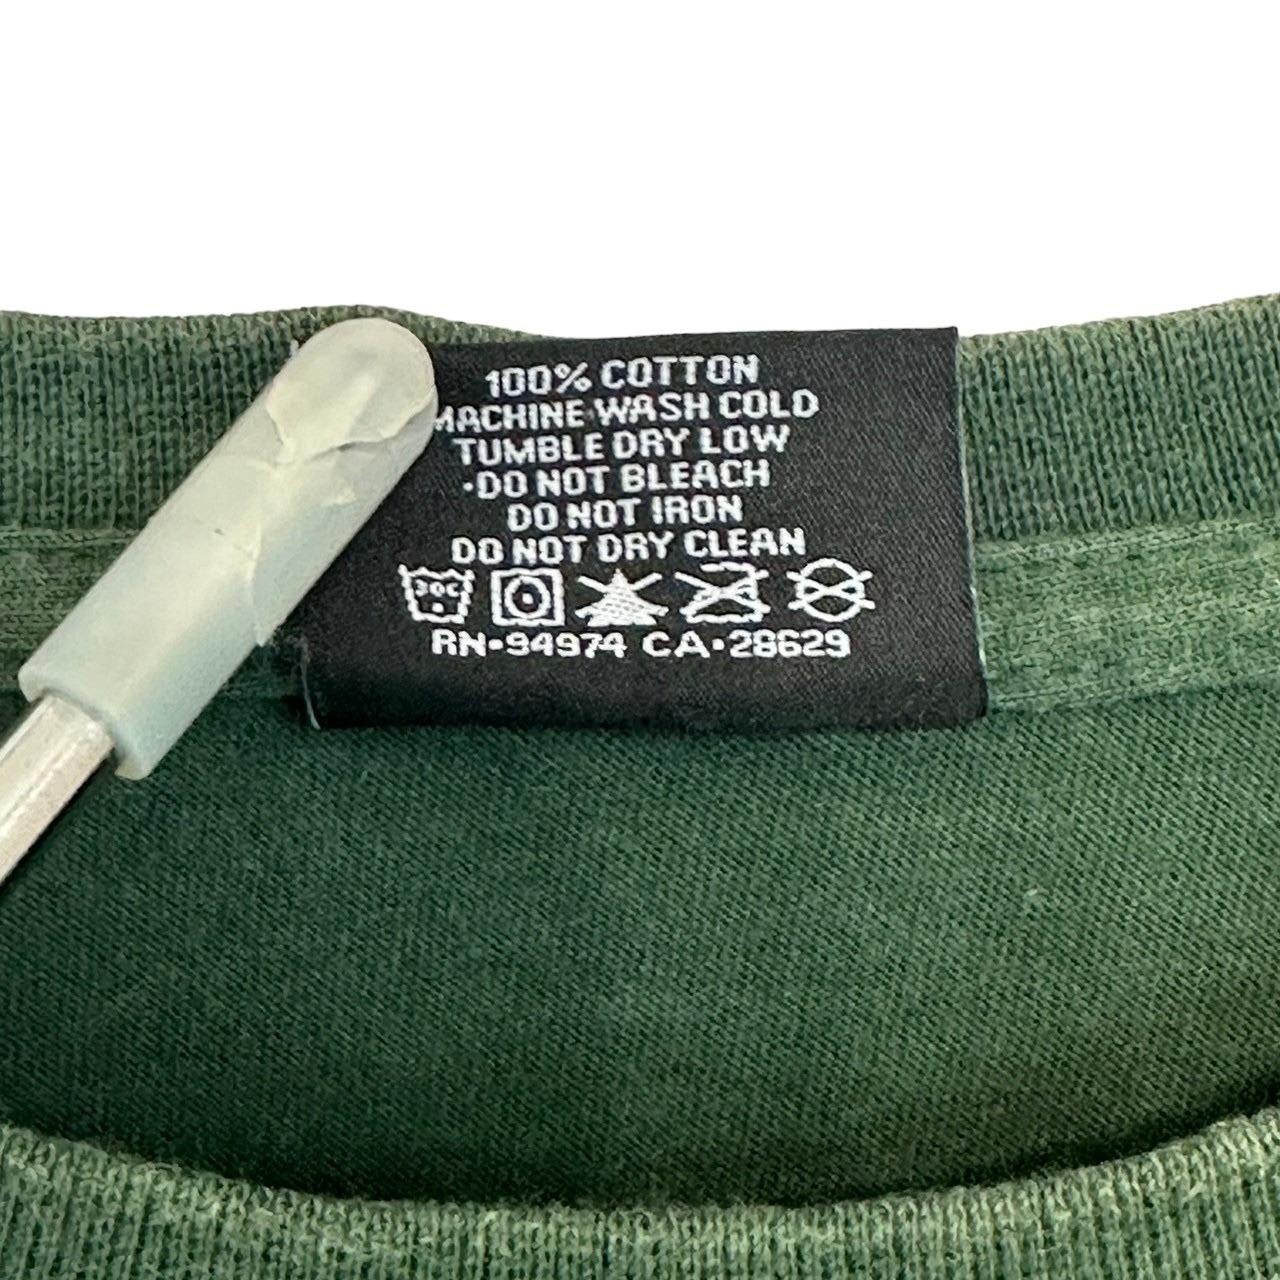 100% COTTON
MACHINE WASH COLD
TUMBLE DRY LOW
·DO NOT BLEACH
DO NOT IRON
DO NOT DRY CLEAN
30C
RN·94974 CA·28629